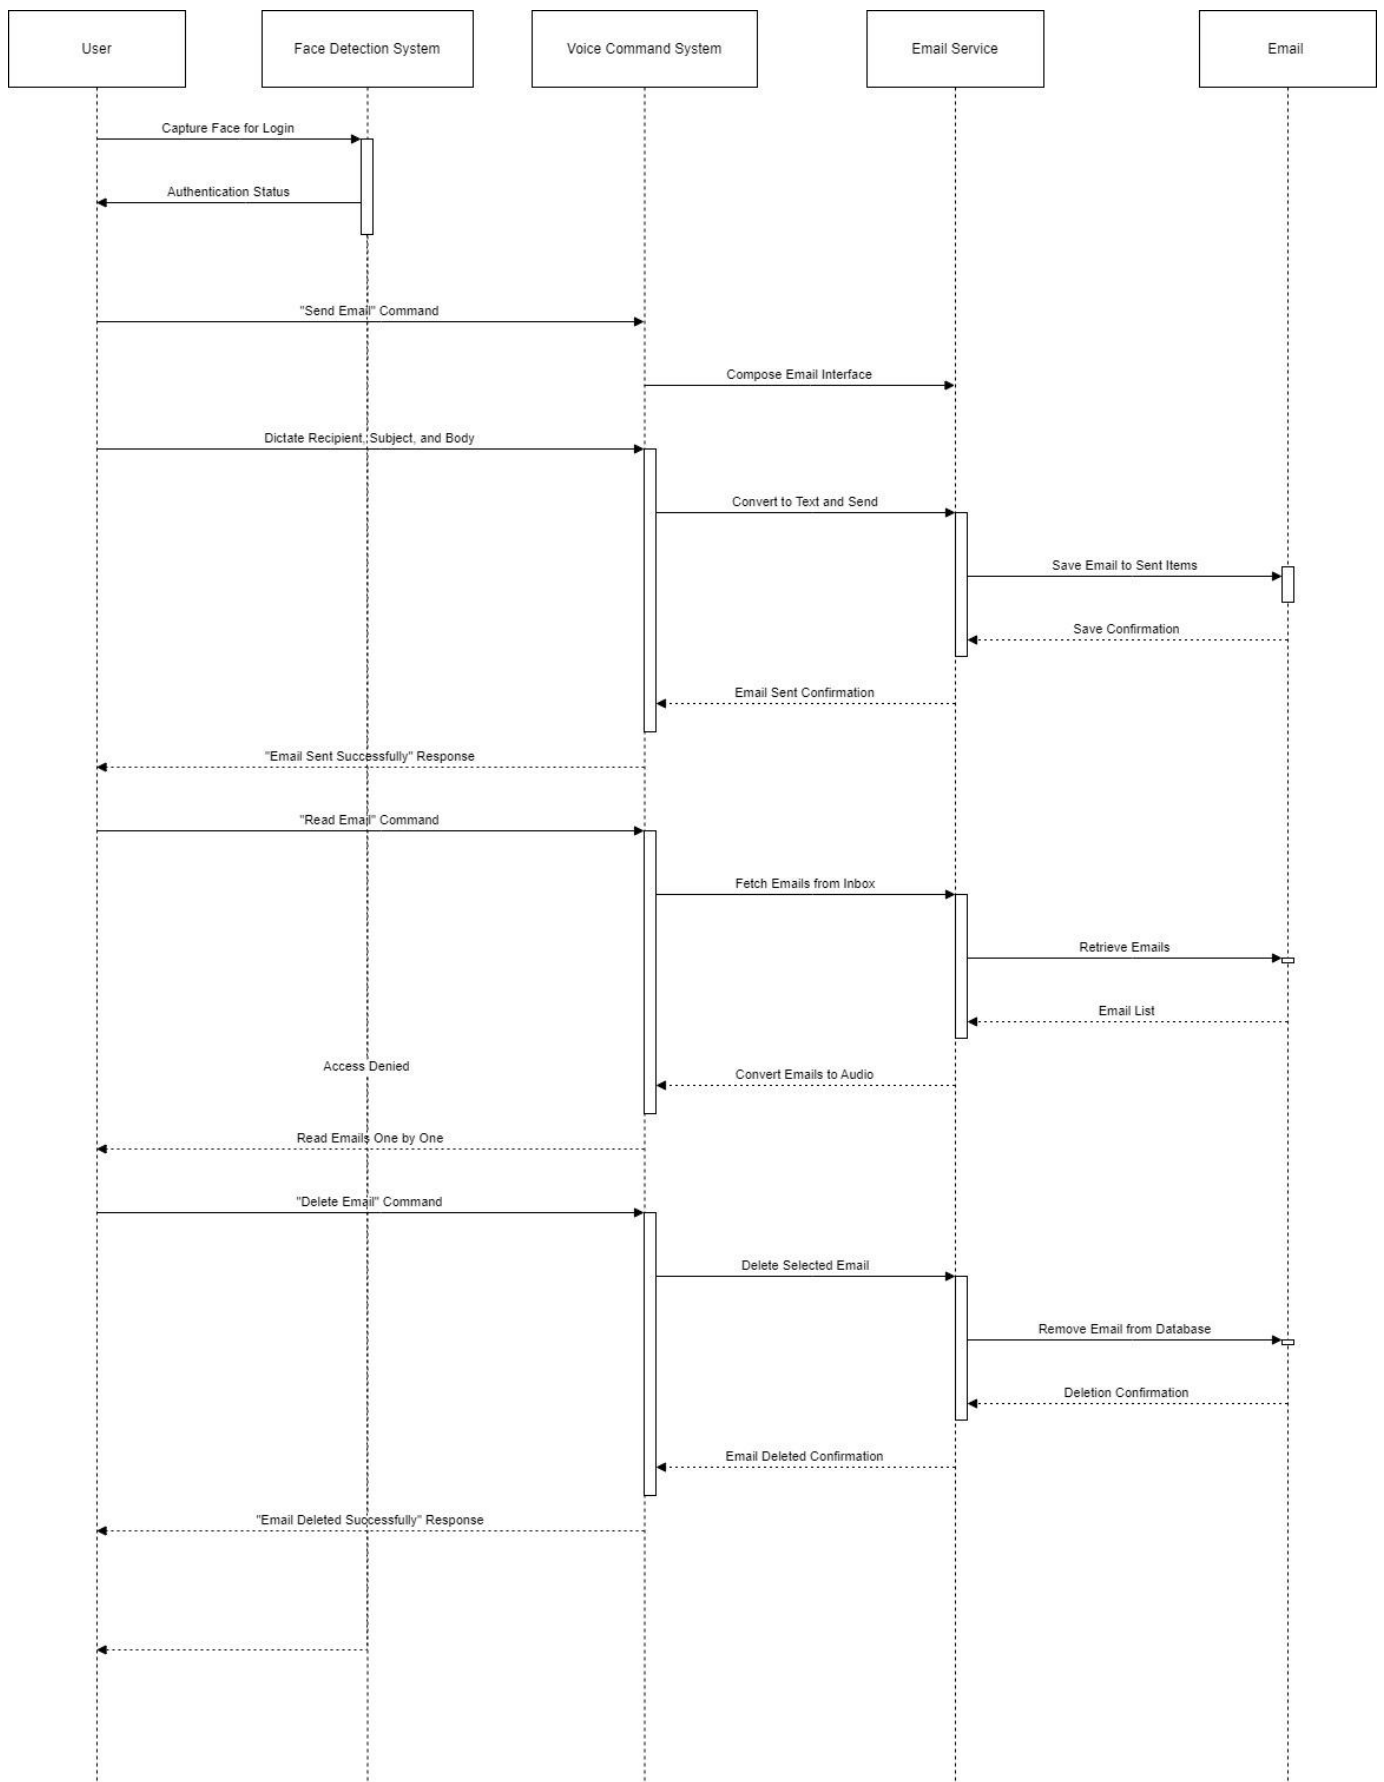 User
Face Detection System
Voice Command System
Email Service
Email
Capture Face for Login
Authentication Status
"Send Email" Command
Compose Email Interface
Dictate Recipient, Subject, and Body
Convert to Text and Send
Save Email to Sent Items
Save Confirmation
Email Sent Confirmation
"Email Sent Successfully" Response
"Read Email" Command
Fetch Emails from Inbox
Retrieve Emails
Email List
Access Denied
Convert Emails to Audio
Read Emails One by One
"Delete Email" Command
Delete Selected Email
Remove Email from Database
Deletion Confirmation
Email Deleted Confirmation
"Email Deleted Successfully" Response